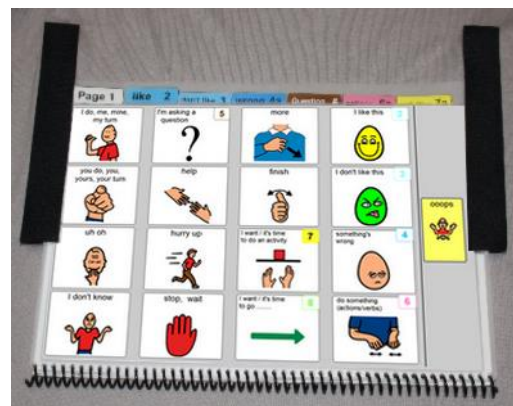 Page 1
like 2
I do, me, mine,
my turn
I'm asking a
question
5
more
I like this
2
you do, you,
yours, your turn
help
finish
I don't like this
3
ooops
uh oh
hurry up
I want / it's time
to do an activity
7
something's
wrong
4
I don't know
stop, wait
I want / it's time
to go .......
8
do something
(actions/verbs)
6